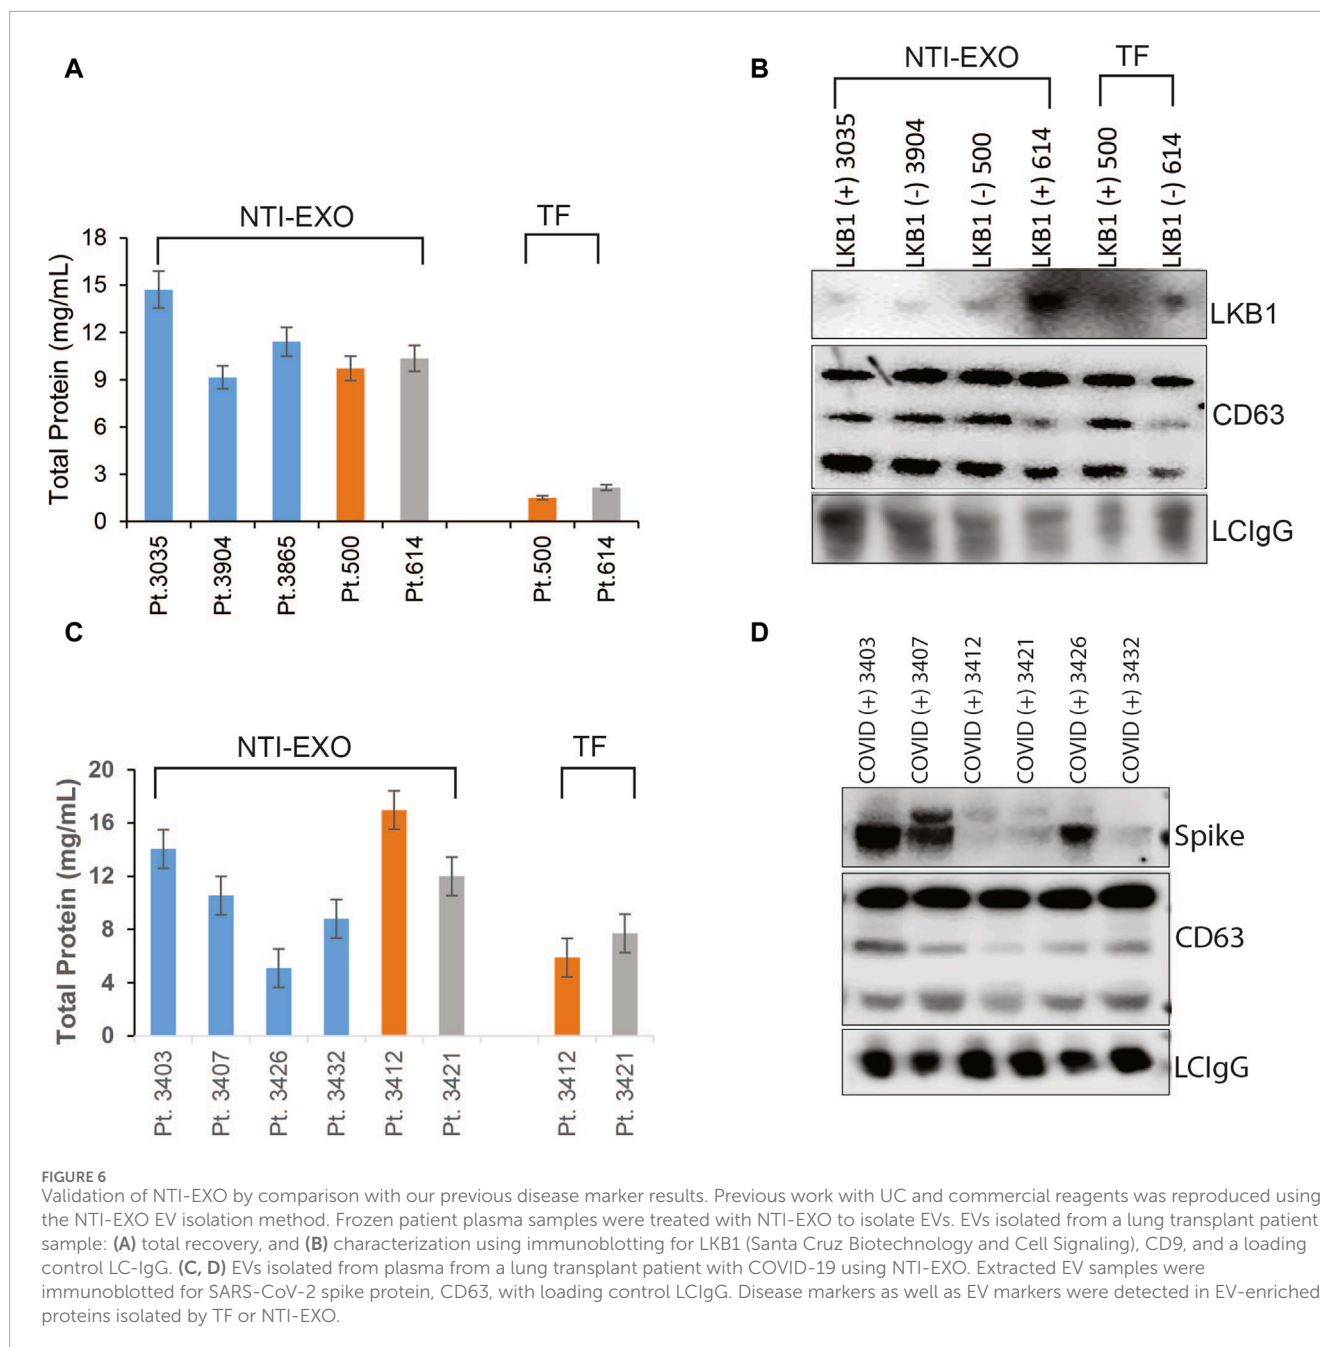 A
NTI-EXO
TF
Total Protein (mg/mL)
18
15
12
9
6
3
0
Pt.3035
Pt.3904
Pt.3865
Pt.500
Pt.614
Pt.500
Pt.614
B
NTI-EXO
TF
LKB1 (+) 3035
LKB1 (-) 3904
LKB1 (-) 500
LKB1 (+) 614
LKB1 (+) 500
LKB1 (-) 614
LKB1
CD63
LCIgG
C
NTI-EXO
TF
Total Protein (mg/mL)
20
16
12
8
4
0
Pt. 3403
Pt. 3407
Pt. 3426
Pt. 3432
Pt. 3412
Pt. 3421
Pt. 3412
Pt. 3421
D
COVID (+) 3403
COVID (+) 3407
COVID (+) 3412
COVID (+) 3421
COVID (+) 3426
COVID (+) 3432
Spike
CD63
LCIgG
FIGURE 6
Validation of NTI-EXO by comparison with our previous disease marker results. Previous work with UC and commercial reagents was reproduced using
the NTI-EXO EV isolation method. Frozen patient plasma samples were treated with NTI-EXO to isolate EVs. EVs isolated from a lung transplant patient
sample: (A) total recovery, and (B) characterization using immunoblotting for LKB1 (Santa Cruz Biotechnology and Cell Signaling), CD9, and a loading
control LC-IgG. (C, D) EVs isolated from plasma from a lung transplant patient with COVID-19 using NTI-EXO. Extracted EV samples were
immunoblotted for SARS-CoV-2 spike protein, CD63, with loading control LCIgG. Disease markers as well as EV markers were detected in EV-enriched
proteins isolated by TF or NTI-EXO.